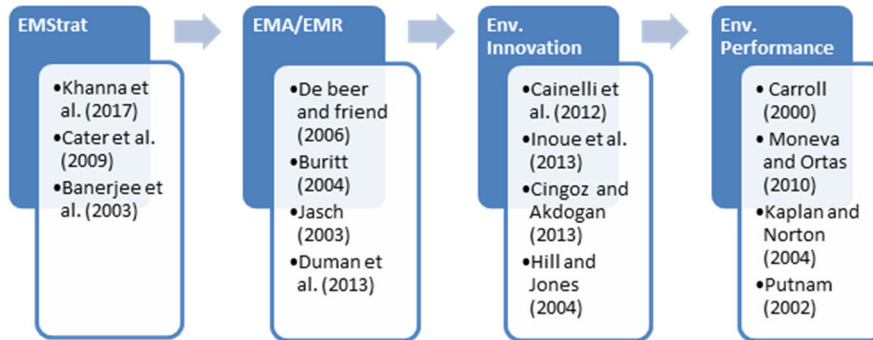 EMStrat
•Khanna et
al. (2017)
•Cater et al.
(2009)
•Banerjee et
al. (2003)
EMA/EMR
•De beer
and friend
(2006)
•Buritt
(2004)
•Jasch
(2003)
•Duman et
al. (2013)
Env.
Innovation
•Cainelli et
al. (2012)
•Inoue et al.
(2013)
•Cingoz and
Akdogan
(2013)
•Hill and
Jones
(2004)
Env.
Performance
• Carroll
(2000)
• Moneva
and Ortas
(2010)
•Kaplan and
Norton
(2004)
•Putnam
(2002)